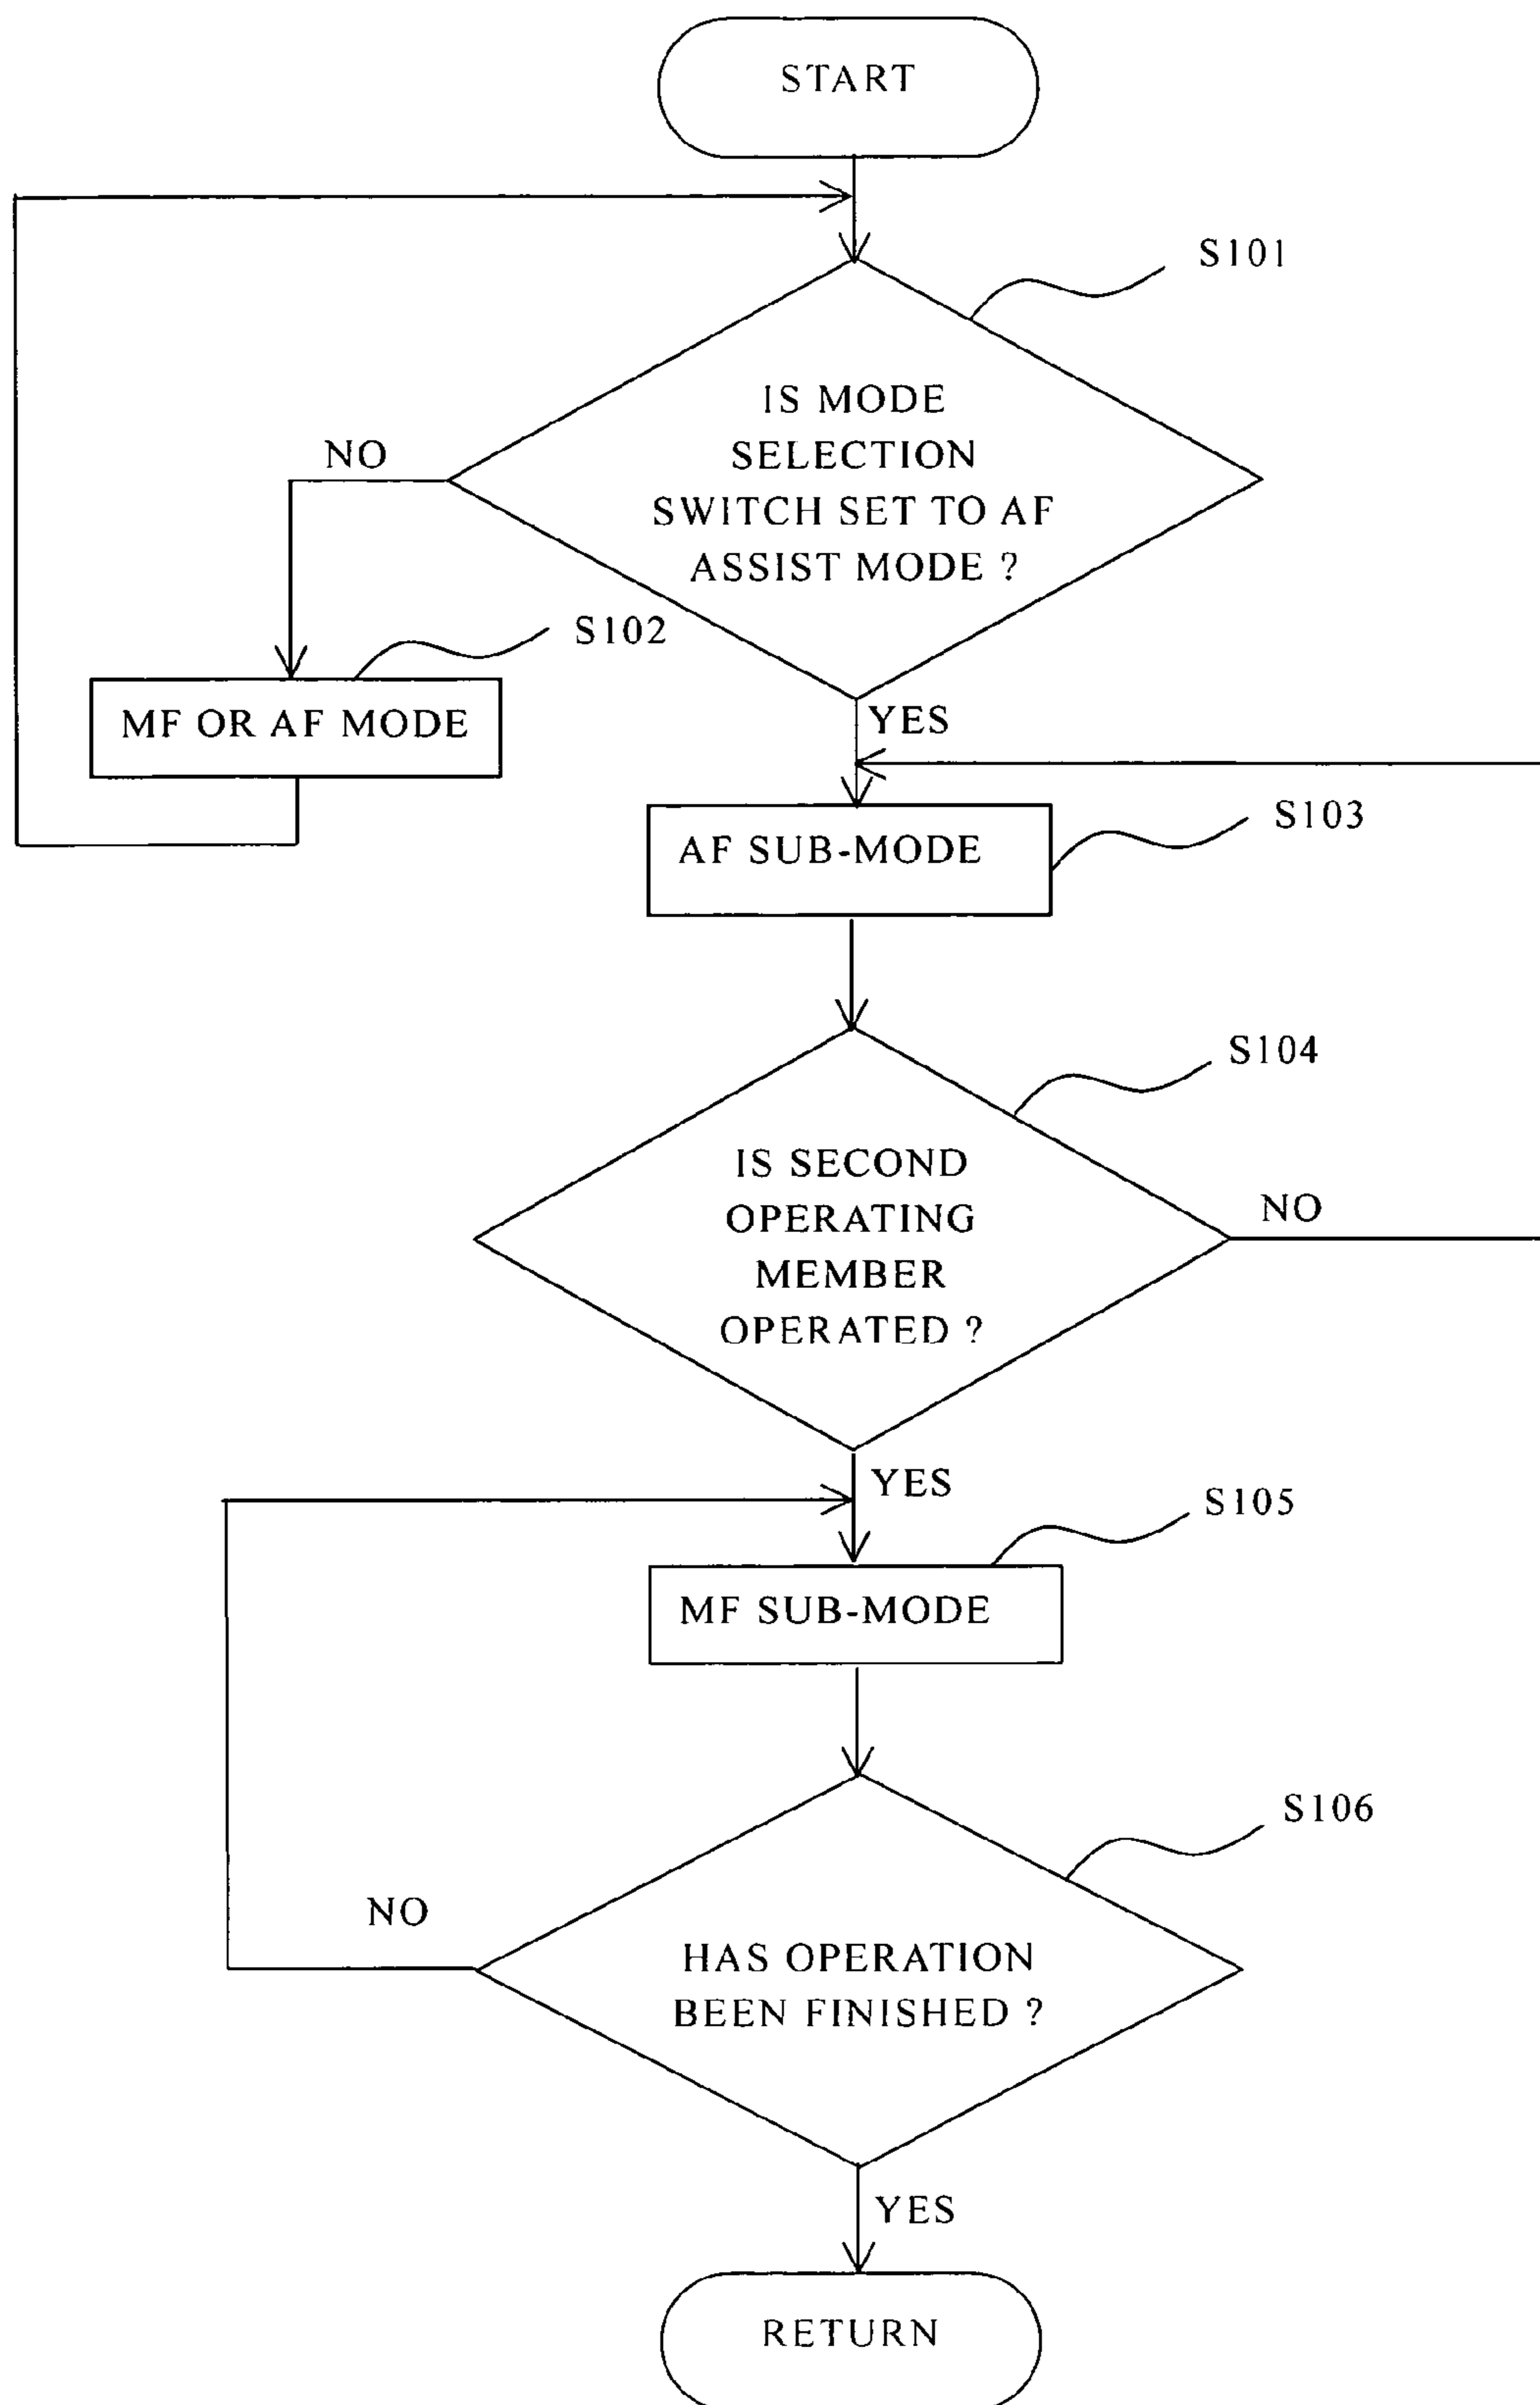 START
S101
IS MODE
SELECTION
SWITCH SET TO AF
ASSIST MODE ?
NO
S102
MF OR AF MODE
YES
S103
AF SUB-MODE
S104
IS SECOND
OPERATING
MEMBER
OPERATED ?
NO
YES
S105
MF SUB-MODE
S106
HAS OPERATION
BEEN FINISHED ?
NO
YES
RETURN